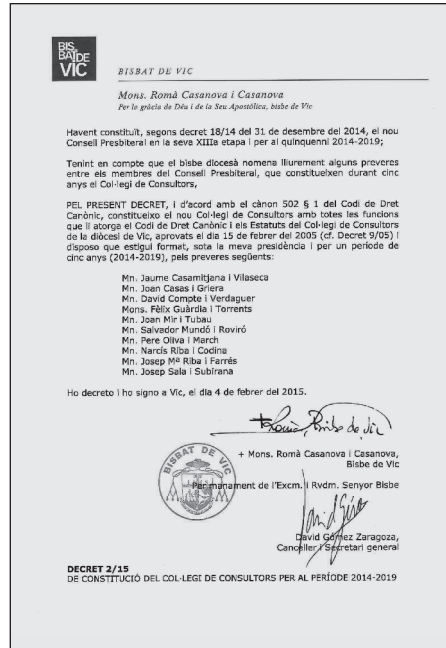 BIS
BAT DE
VIC
BISBAT DE VIC
Mons. Romà Casanova i Casanova
Per la gràcia de Déu i de la Seu Apostòlica, bisbe de Vic
Havent constituït, segons decret 18/14 del 31 de desembre del 2014, el nou
Consell Presbiteral en la seva XIIIa etapa i per al quinquenni 2014-2019;
Tenint en compte que el bisbe diocesà nomena lliurement alguns preveres
entre els membres del Consell Presbiteral, que constitueixen durant cinc
anys el Col·legi de Consultors,
PEL PRESENT DECRET, i d'acord amb el cànon 502 § 1 del Codi de Dret
Canònic, constitueixo el nou Col·legi de Consultors amb totes les funcions
que li atorga el Codi de Dret Canònic i els Estatuts del Col·legi de Consultors
de la diòcesi de Vic, aprovats el dia 15 de febrer del 2005 (cf. Decret 9/05) i
disposo que estigui format, sota la meva presidència i per un període de
cinc anys (2014-2019), pels preveres següents:
Mn. Jaume Casamitjana i Vilaseca
Mn. Joan Casas i Griera
Mn. David Compte i Verdaguer
Mons. Fèlix Guàrdia i Torrents
Mn. Joan Mir i Tubau
Mn. Salvador Mundó i Roviró
Mn. Pere Oliva i March
Mn. Narcís Riba i Codina
Mn. Josep Mª Riba i Farrés
Mn. Josep Sala i Subirana
Ho decreto i ho signo a Vic, el dia 4 de febrer del 2015.
+ Romà, Bisbe de Vic
+ Mons. Romà Casanova i Casanova,
Bisbe de Vic
BISBAT DE VIC
Per manament de l'Excm. i Rvdm. Senyor Bisbe
David Gómez Zaragoza,
Canceller i Secretari general
DECRET 2/15
DE CONSTITUCIÓ DEL COL·LEGI DE CONSULTORS PER AL PERÍODE 2014-2019